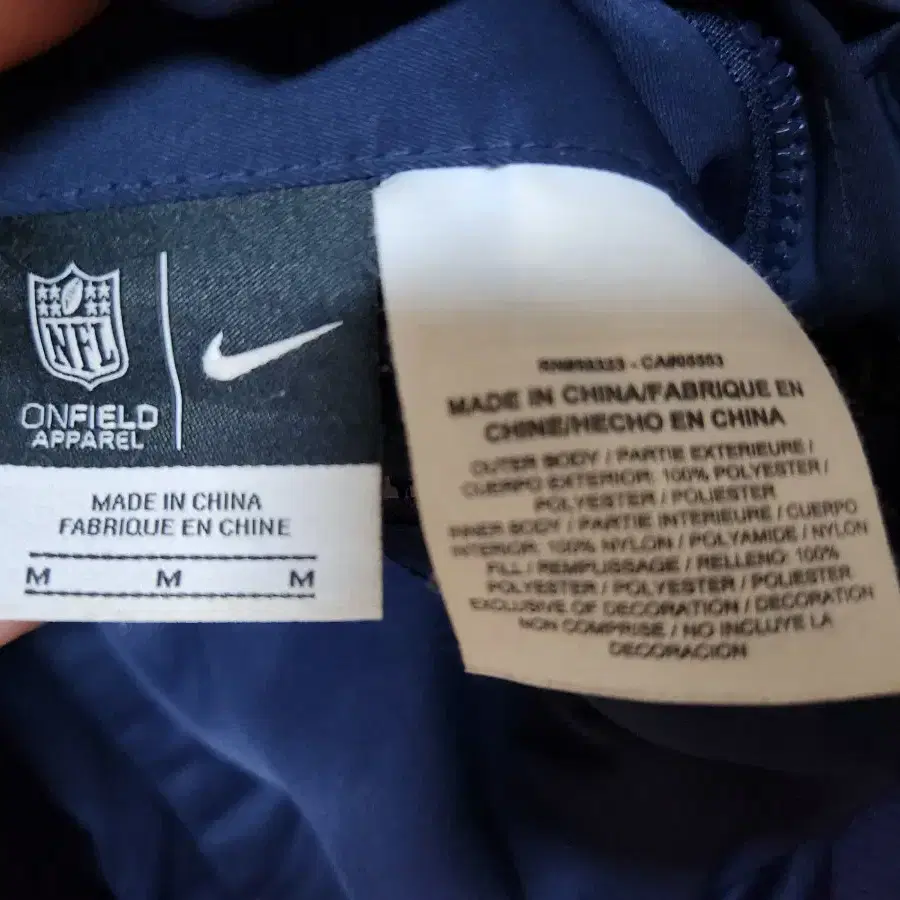 NFL
ONFIELD
APPAREL
MADE IN CHINA
FABRIQUE EN CHINE
M M M
MADE IN CHINA/FABRIQUE EN
CHINE/HECHO EN CHINA
OUTER BODY / PARTIE EXTERIEURE /
CUERPO EXTERIOR: 100% POLYESTER /
POLYESTER / POLIESTER
INNER BODY / PARTIE INTERIEURE / CUERPO
INTERIOR: 100% NYLON / POLYAMIDE / NYLON
FILL / REMPLISSAGE / RELLENO: 100%
POLYESTER / POLYESTER / POLIESTER
EXCLUSIVE OF DECORATION / DECORATION
NON COMPRISE / NO INCLUYE LA
DECORACION